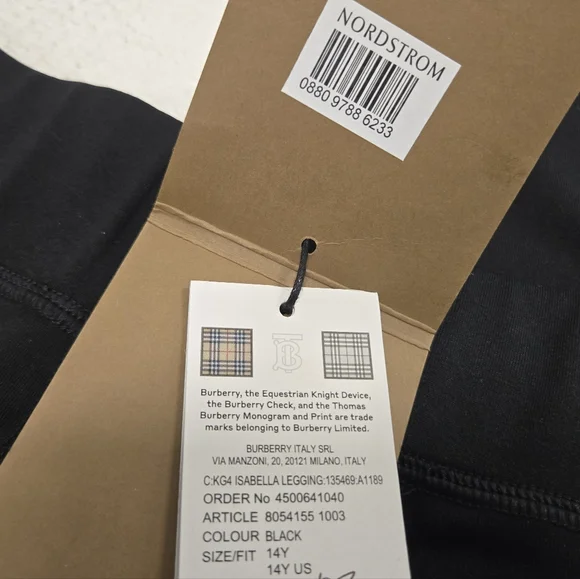 NORDSTROM
0880 9788 6233
Burberry, the Equestrian Knight Device,
the Burberry Check, and the Thomas
Burberry Monogram and Print are trade
marks belonging to Burberry Limited.
BURBERRY ITALY SRL
VIA MANZONI, 20, 20121 MILANO, ITALY
C:KG4 ISABELLA LEGGING:135469:A1189
ORDER No 4500641040
ARTICLE 8054155 1003
COLOUR BLACK
SIZE/FIT 14Y
14Y US